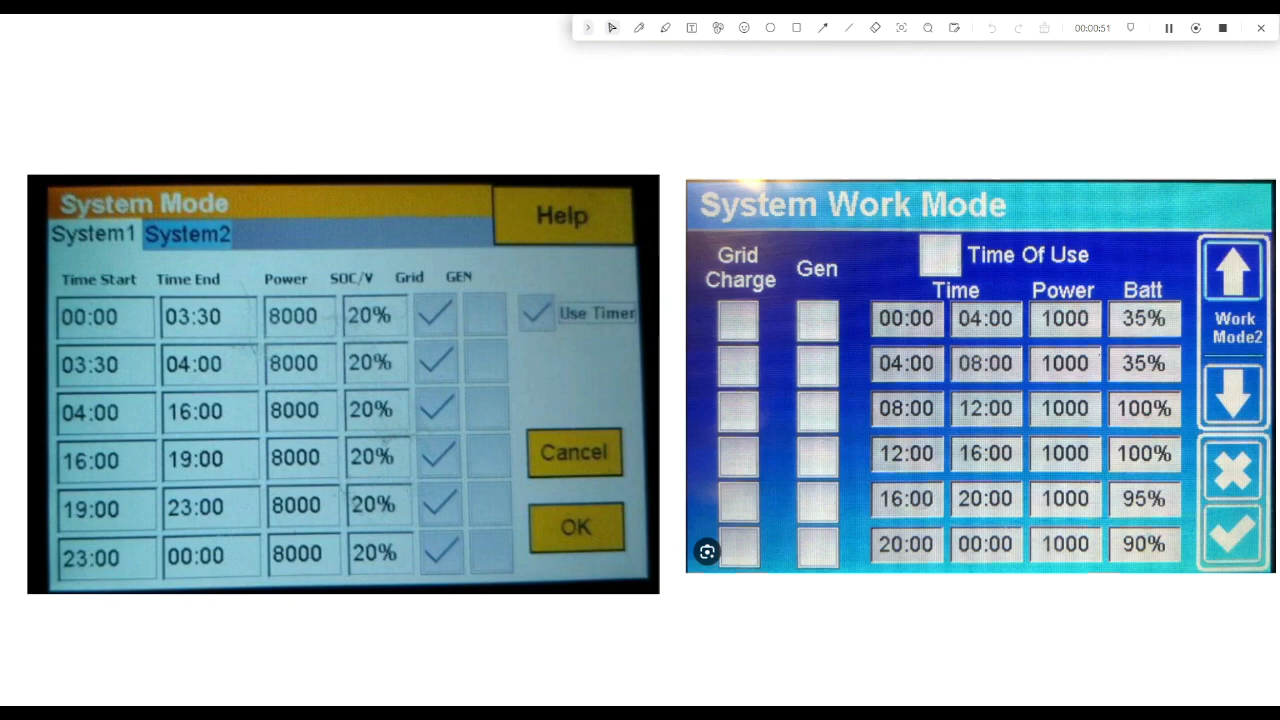 00:00:51
System Mode
Help
System1 System2
Time Start Time End Power SOC/V Grid GEN
00:00 03:30 8000 20% Use Timer
03:30 04:00 8000 20%
04:00 16:00 8000 20%
16:00 19:00 8000 20%
Cancel
19:00 23:00 8000 20%
OK
23:00 00:00 8000 20%
System Work Mode
Grid Charge Gen Time Of Use
Time Power Batt
00:00 04:00 1000 35%
Work Mode2
04:00 08:00 1000 35%
08:00 12:00 1000 100%
12:00 16:00 1000 100%
16:00 20:00 1000 95%
20:00 00:00 1000 90%